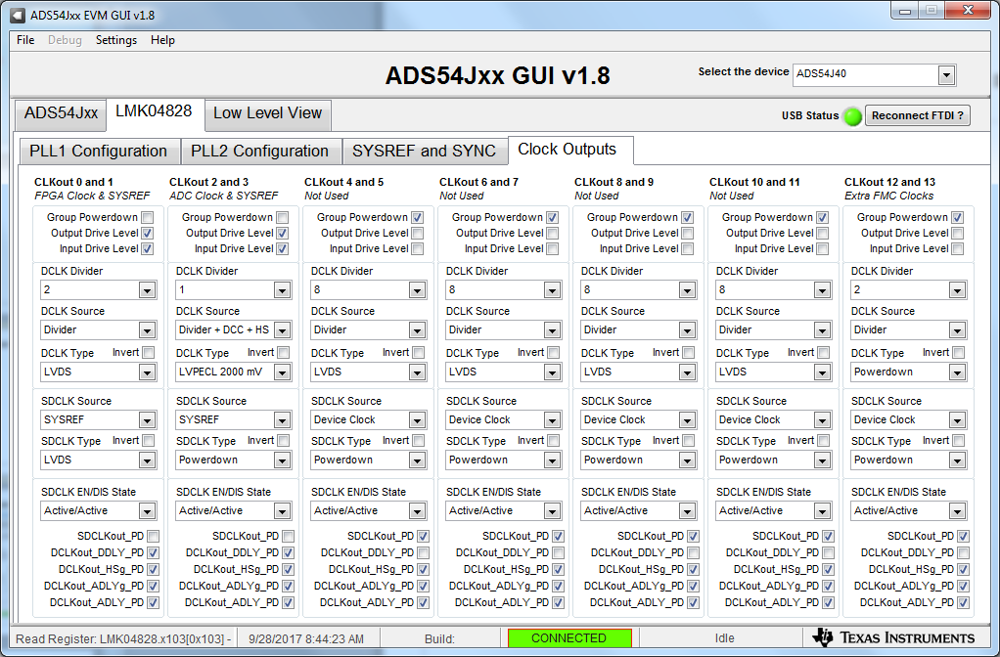 ADS54Jxx EVM GUI v1.8
File Debug Settings Help
ADS54Jxx GUI v1.8
Select the device ADS54J40
ADS54Jxx LMK04828 Low Level View
USB Status Reconnect FTDI ?
PLL1 Configuration PLL2 Configuration SYSREF and SYNC Clock Outputs
CLKout 0 and 1 CLKout 2 and 3 CLKout 4 and 5 CLKout 6 and 7 CLKout 8 and 9 CLKout 10 and 11 CLKout 12 and 13
FPGA Clock & SYSREF ADC Clock & SYSREF Not Used Not Used Not Used Not Used Extra FMC Clocks
Group Powerdown Group Powerdown Group Powerdown Group Powerdown Group Powerdown Group Powerdown Group Powerdown
Output Drive Level Output Drive Level Output Drive Level Output Drive Level Output Drive Level Output Drive Level Output Drive Level
Input Drive Level Input Drive Level Input Drive Level Input Drive Level Input Drive Level Input Drive Level Input Drive Level
DCLK Divider DCLK Divider DCLK Divider DCLK Divider DCLK Divider DCLK Divider DCLK Divider
2 1 8 8 8 8 2
DCLK Source DCLK Source DCLK Source DCLK Source DCLK Source DCLK Source DCLK Source
Divider Divider + DCC + HS Divider Divider Divider Divider Divider
DCLK Type Invert DCLK Type Invert DCLK Type Invert DCLK Type Invert DCLK Type Invert DCLK Type Invert DCLK Type Invert
LVDS LVPECL 2000 mV LVDS LVDS LVDS LVDS Powerdown
SDCLK Source SDCLK Source SDCLK Source SDCLK Source SDCLK Source SDCLK Source SDCLK Source
SYSREF SYSREF Device Clock Device Clock Device Clock Device Clock Device Clock
SDCLK Type Invert SDCLK Type Invert SDCLK Type Invert SDCLK Type Invert SDCLK Type Invert SDCLK Type Invert SDCLK Type Invert
LVDS Powerdown Powerdown Powerdown Powerdown Powerdown Powerdown
SDCLK EN/DIS State SDCLK EN/DIS State SDCLK EN/DIS State SDCLK EN/DIS State SDCLK EN/DIS State SDCLK EN/DIS State SDCLK EN/DIS State
Active/Active Active/Active Active/Active Active/Active Active/Active Active/Active Active/Active
SDCLKout_PD SDCLKout_PD SDCLKout_PD SDCLKout_PD SDCLKout_PD SDCLKout_PD SDCLKout_PD
DCLKout_DDLY_PD DCLKout_DDLY_PD DCLKout_DDLY_PD DCLKout_DDLY_PD DCLKout_DDLY_PD DCLKout_DDLY_PD DCLKout_DDLY_PD
DCLKout_HSg_PD DCLKout_HSg_PD DCLKout_HSg_PD DCLKout_HSg_PD DCLKout_HSg_PD DCLKout_HSg_PD DCLKout_HSg_PD
DCLKout_ADLYg_PD DCLKout_ADLYg_PD DCLKout_ADLYg_PD DCLKout_ADLYg_PD DCLKout_ADLYg_PD DCLKout_ADLYg_PD DCLKout_ADLYg_PD
DCLKout_ADLY_PD DCLKout_ADLY_PD DCLKout_ADLY_PD DCLKout_ADLY_PD DCLKout_ADLY_PD DCLKout_ADLY_PD DCLKout_ADLY_PD
Read Register: LMK04828.x103[0x103] - 9/28/2017 8:44:23 AM Build: CONNECTED Idle TEXAS INSTRUMENTS